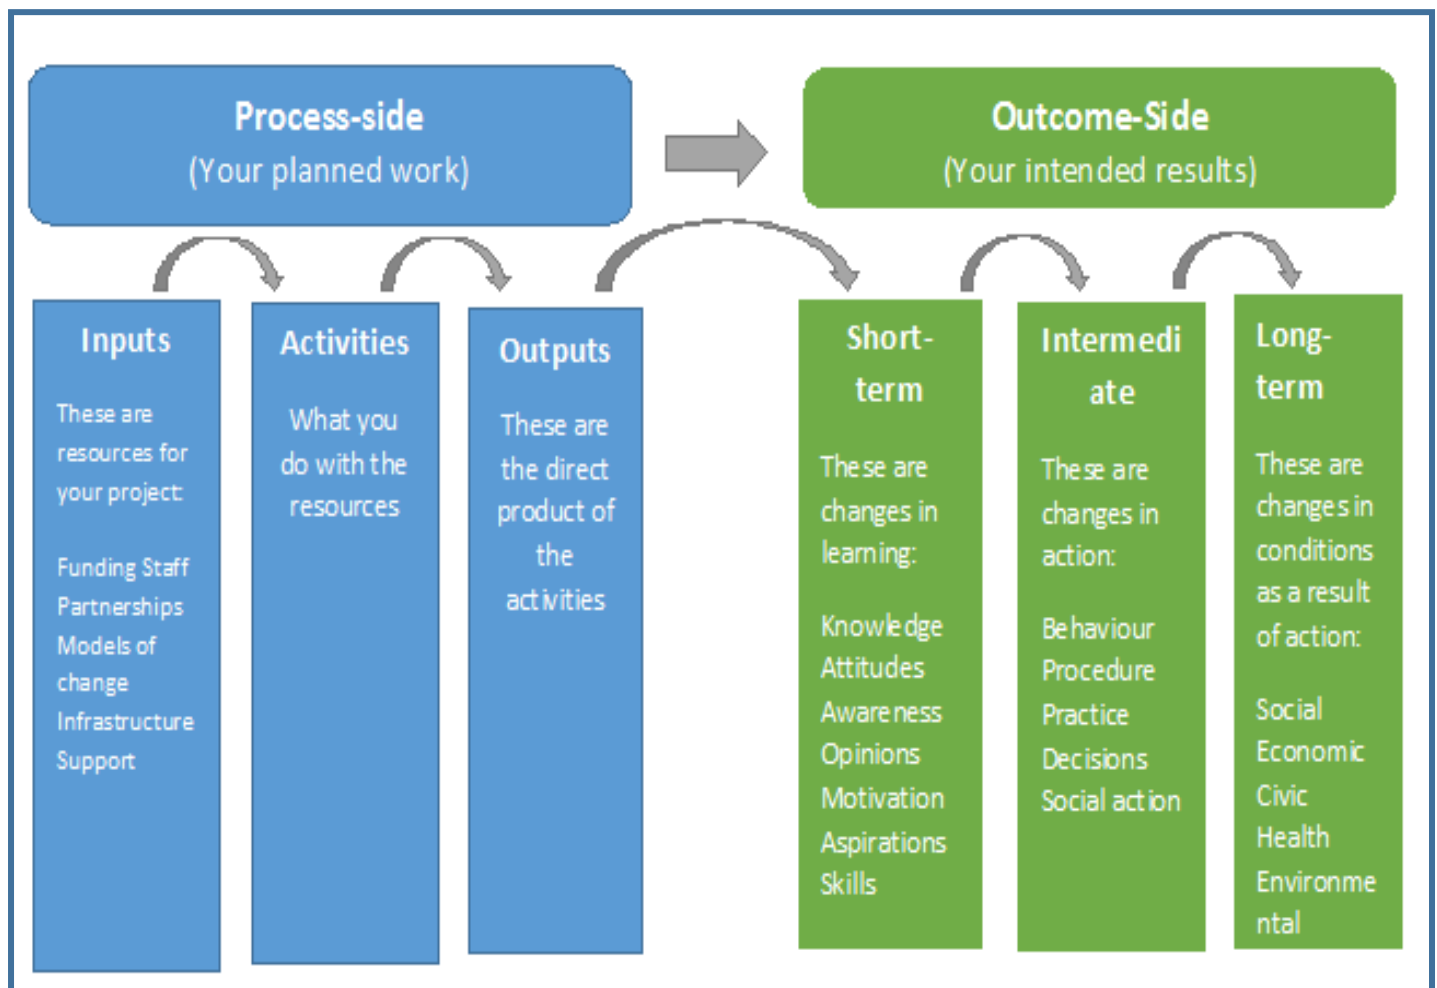 Process-side
(Your planned work)
Outcome-Side
(Your intended results)
Inputs
These are
resources for
your project:
Funding Staff
Partnerships
Models of
change
Infrastructure
Support
Activities
What you
do with the
resources
Outputs
These are
the direct
product of
the
activities
Short-
term
These are
changes in
learning:
Knowledge
Attitudes
Awareness
Opinions
Motivation
Aspirations
Skills
Intermedi
ate
These are
changes in
action:
Behaviour
Procedure
Practice
Decisions
Social action
Long-
term
These are
changes in
conditions
as a result
of action:
Social
Economic
Civic
Health
Environme
ntal